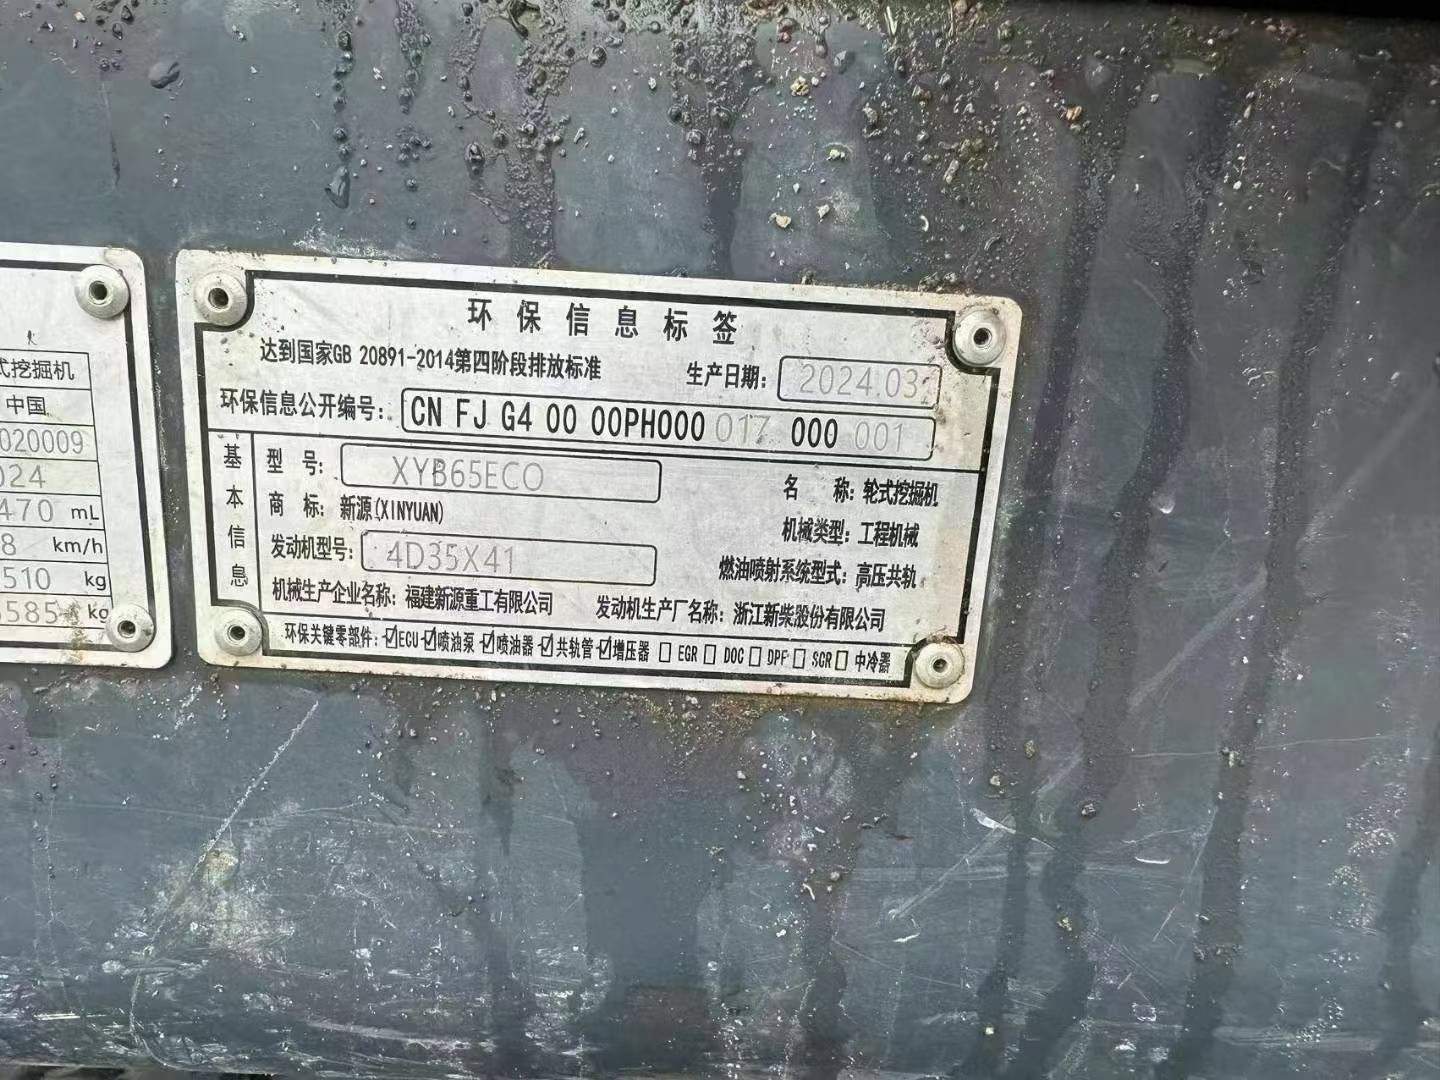 式挖掘机
中国
020009
024
470 mL
8 km/h
510 kg
585 kg
环保信息标签
达到国家GB 20891-2014第四阶段排放标准 生产日期: 2024.03
环保信息公开编号: CN FJ G4 00 00PH000 017 000 001
基本信息
型 号: XYB65ECO 名 称: 轮式挖掘机
商 标: 新源(XINYUAN) 机械类型: 工程机械
发动机型号: 4D35X41 燃油喷射系统型式: 高压共轨
机械生产企业名称: 福建新源重工有限公司 发动机生产厂名称: 浙江新柴股份有限公司
环保关键零部件: ☑ECU ☑喷油泵 ☑喷油器 ☑共轨管 ☑增压器 □ EGR □ DOC □ DPF □ SCR □ 中冷器